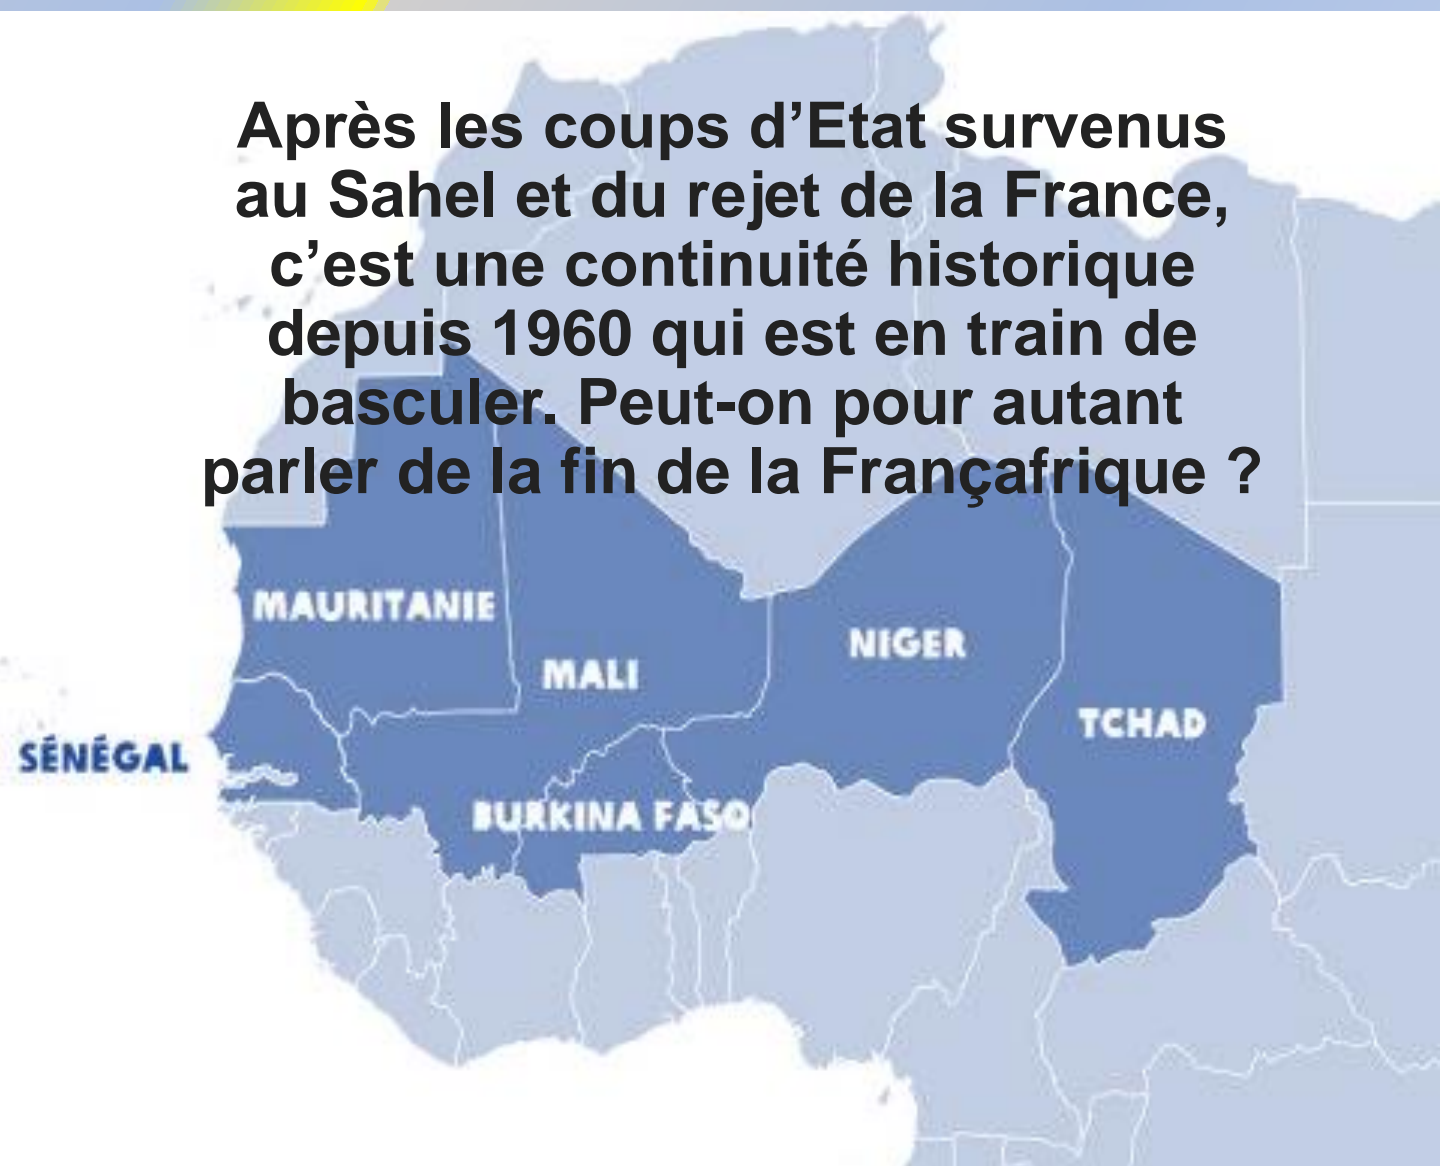 Après les coups d’Etat survenus
au Sahel et du rejet de la France,
c’est une continuité historique
depuis 1960 qui est en train de
basculer. Peut-on pour autant
parler de la fin de la Françafrique ?
MAURITANIE
MALI
NIGER
TCHAD
SÉNÉGAL
BURKINA FASO